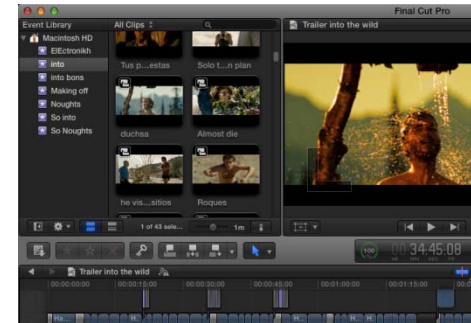 Final Cut Pro
Event Library
All Clips
Trailer into the wild
Macintosh HD
ElEctronikh
into
into bons
Making off
Noughts
So into
So Noughts
Tus p...estas
Solo t...n plan
duchsa
Almost die
he vis...sitios
Roques
1 of 43 sele...
1m
100
00:34:45:08
Trailer into the wild
00:00:00:00
00:00:15:00
00:00:30:00
00:00:45:00
00:01:00:00
00:01:15:00